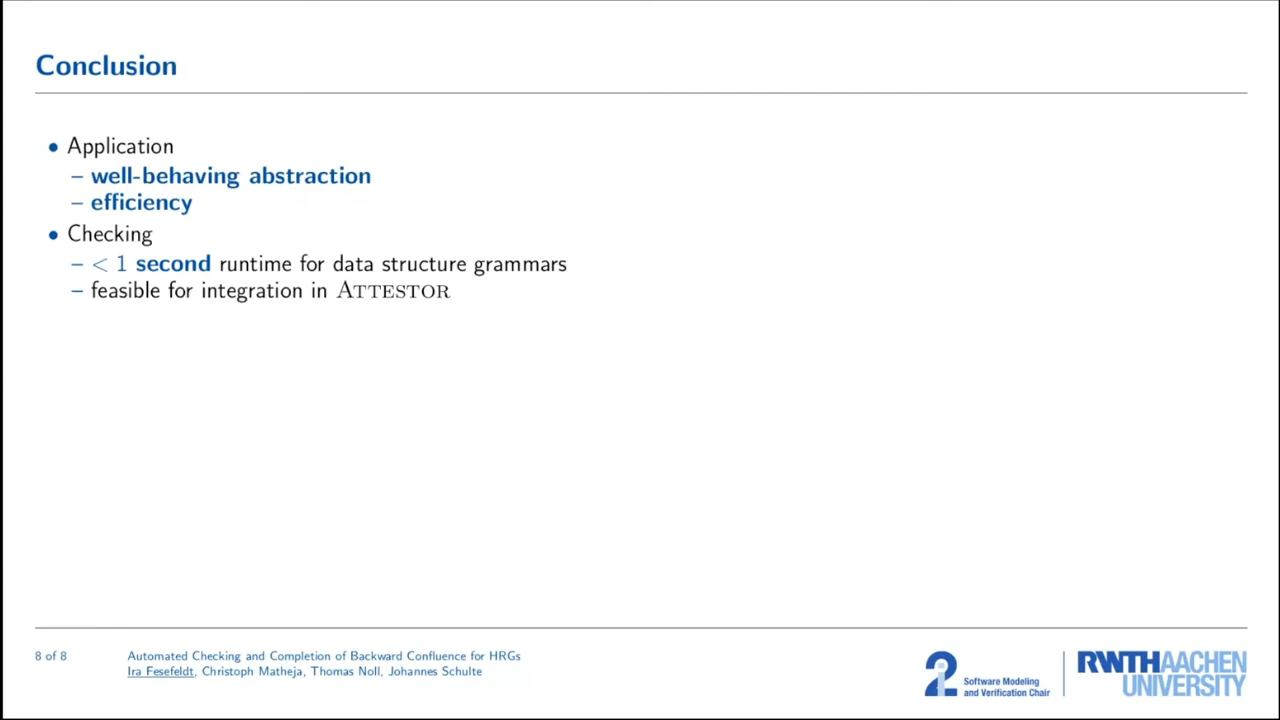 Conclusion
• Application
– well-behaving abstraction
– efficiency
• Checking
– < 1 second runtime for data structure grammars
– feasible for integration in ATTESTOR
8 of 8
Automated Checking and Completion of Backward Confluence for HRGs
Ira Fesefeldt, Christoph Matheja, Thomas Noll, Johannes Schulte
2 Software Modeling
and Verification Chair
RWTHAACHEN
UNIVERSITY